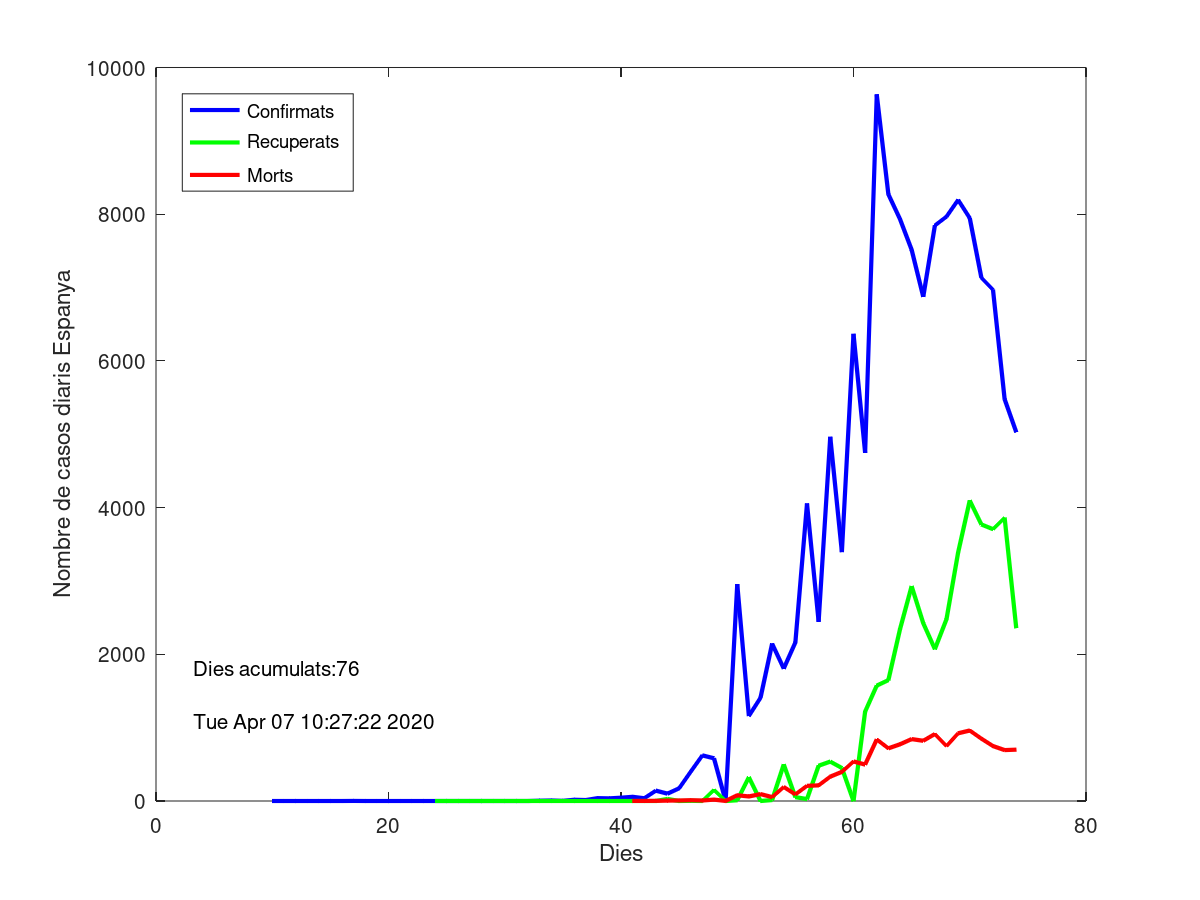 10000
8000
6000
4000
2000
0
Nombre de casos diaris Espanya
Confirmats
Recuperats
Morts
Dies acumulats:76
Tue Apr 07 10:27:22 2020
0 20 40 60 80
Dies